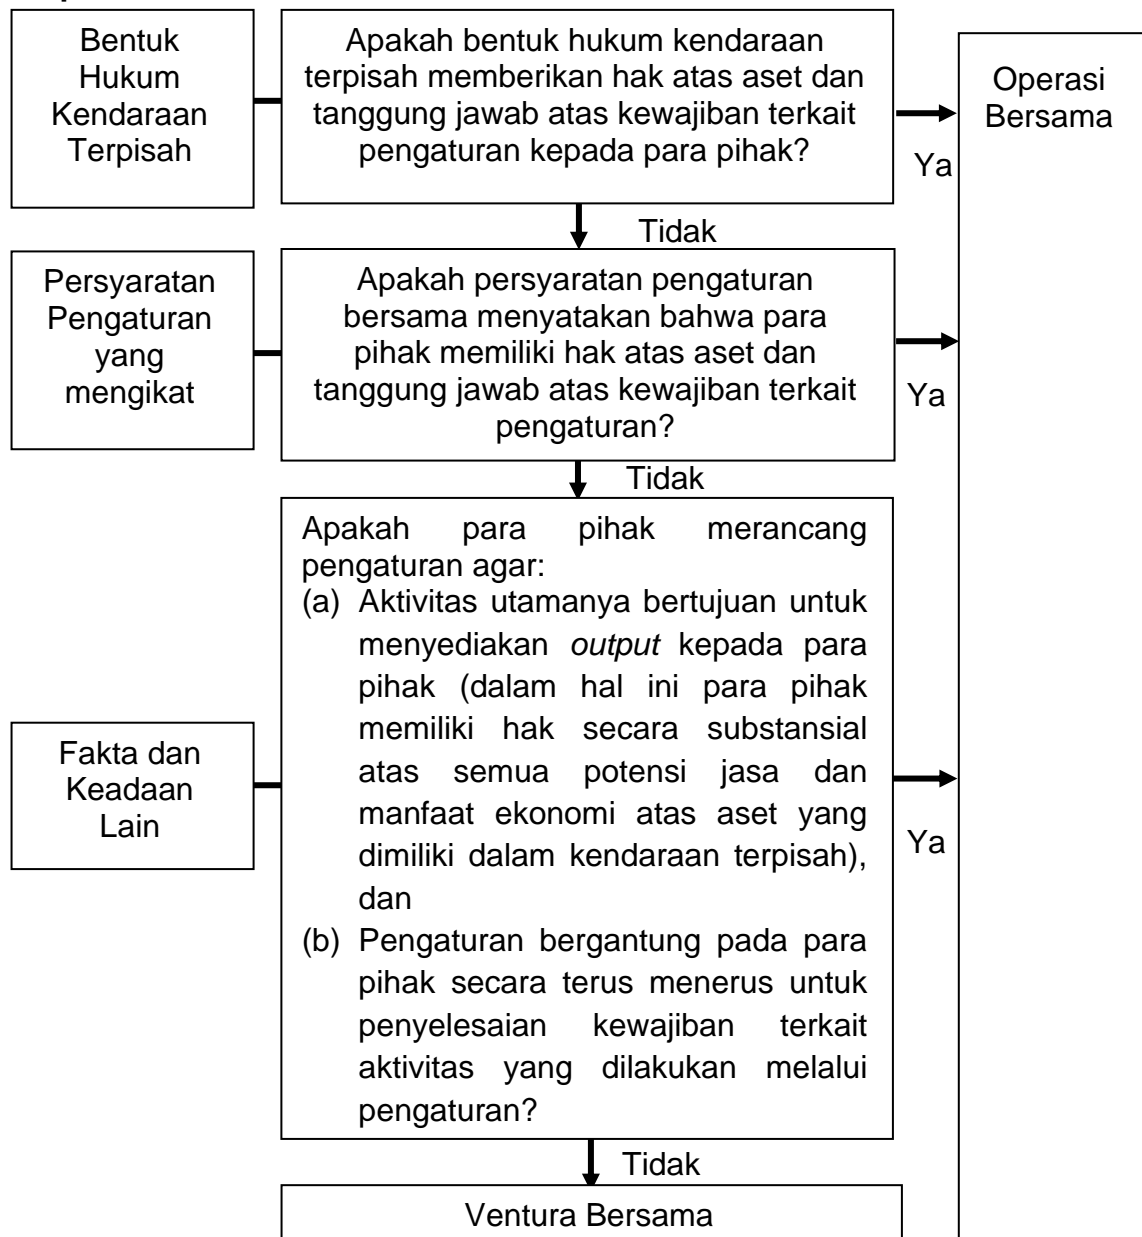 Bentuk
Hukum
Kendaraan
Terpisah
Apakah bentuk hukum kendaraan
terpisah memberikan hak atas aset dan
tanggung jawab atas kewajiban terkait
pengaturan kepada para pihak?
Ya
Operasi
Bersama
Tidak
Persyaratan
Pengaturan
yang
mengikat
Apakah persyaratan pengaturan
bersama menyatakan bahwa para
pihak memiliki hak atas aset dan
tanggung jawab atas kewajiban terkait
pengaturan?
Ya
Tidak
Fakta dan
Keadaan
Lain
Apakah para pihak merancang
pengaturan agar:
(a) Aktivitas utamanya bertujuan untuk
menyediakan output kepada para
pihak (dalam hal ini para pihak
memiliki hak secara substansial
atas semua potensi jasa dan
manfaat ekonomi atas aset yang
dimiliki dalam kendaraan terpisah),
dan
(b) Pengaturan bergantung pada para
pihak secara terus menerus untuk
penyelesaian kewajiban terkait
aktivitas yang dilakukan melalui
pengaturan?
Ya
Tidak
Ventura Bersama